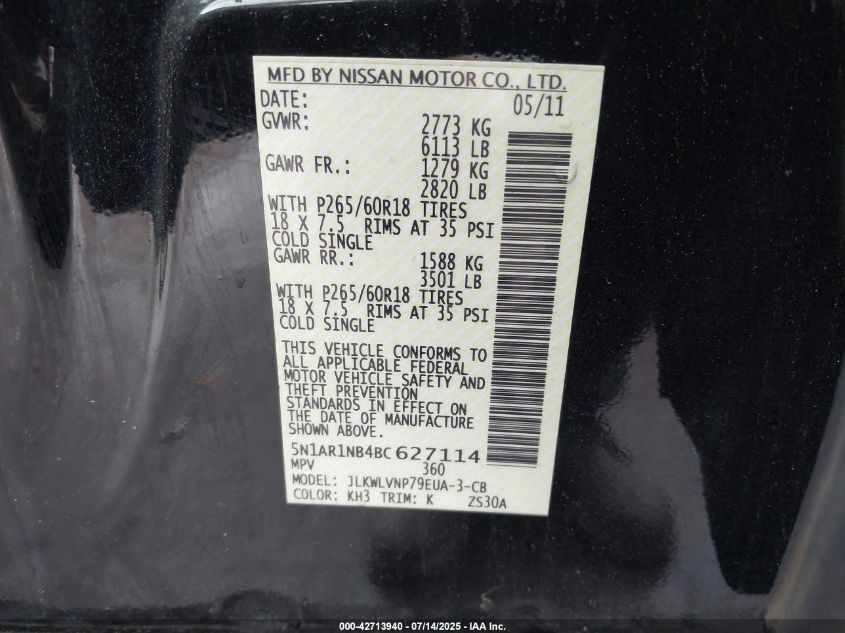 MFD BY NISSAN MOTOR CO., LTD.
DATE: 05/11
GVWR: 2773 KG
6113 LB
GAWR FR.: 1279 KG
2820 LB
WITH P265/60R18 TIRES
18 X 7.5 RIMS AT 35 PSI
COLD SINGLE
GAWR RR.: 1588 KG
3501 LB
WITH P265/60R18 TIRES
18 X 7.5 RIMS AT 35 PSI
COLD SINGLE
THIS VEHICLE CONFORMS TO
ALL APPLICABLE FEDERAL
MOTOR VEHICLE SAFETY AND
THEFT PREVENTION
STANDARDS IN EFFECT ON
THE DATE OF MANUFACTURE
SHOWN ABOVE.
5N1AR1NB4BC 627114
MPV 360
MODEL: JLKWLVNP79EUA-3-CB
COLOR: KH3 TRIM: K ZS30A
000-42713940 - 07/14/2025 - IAA Inc.